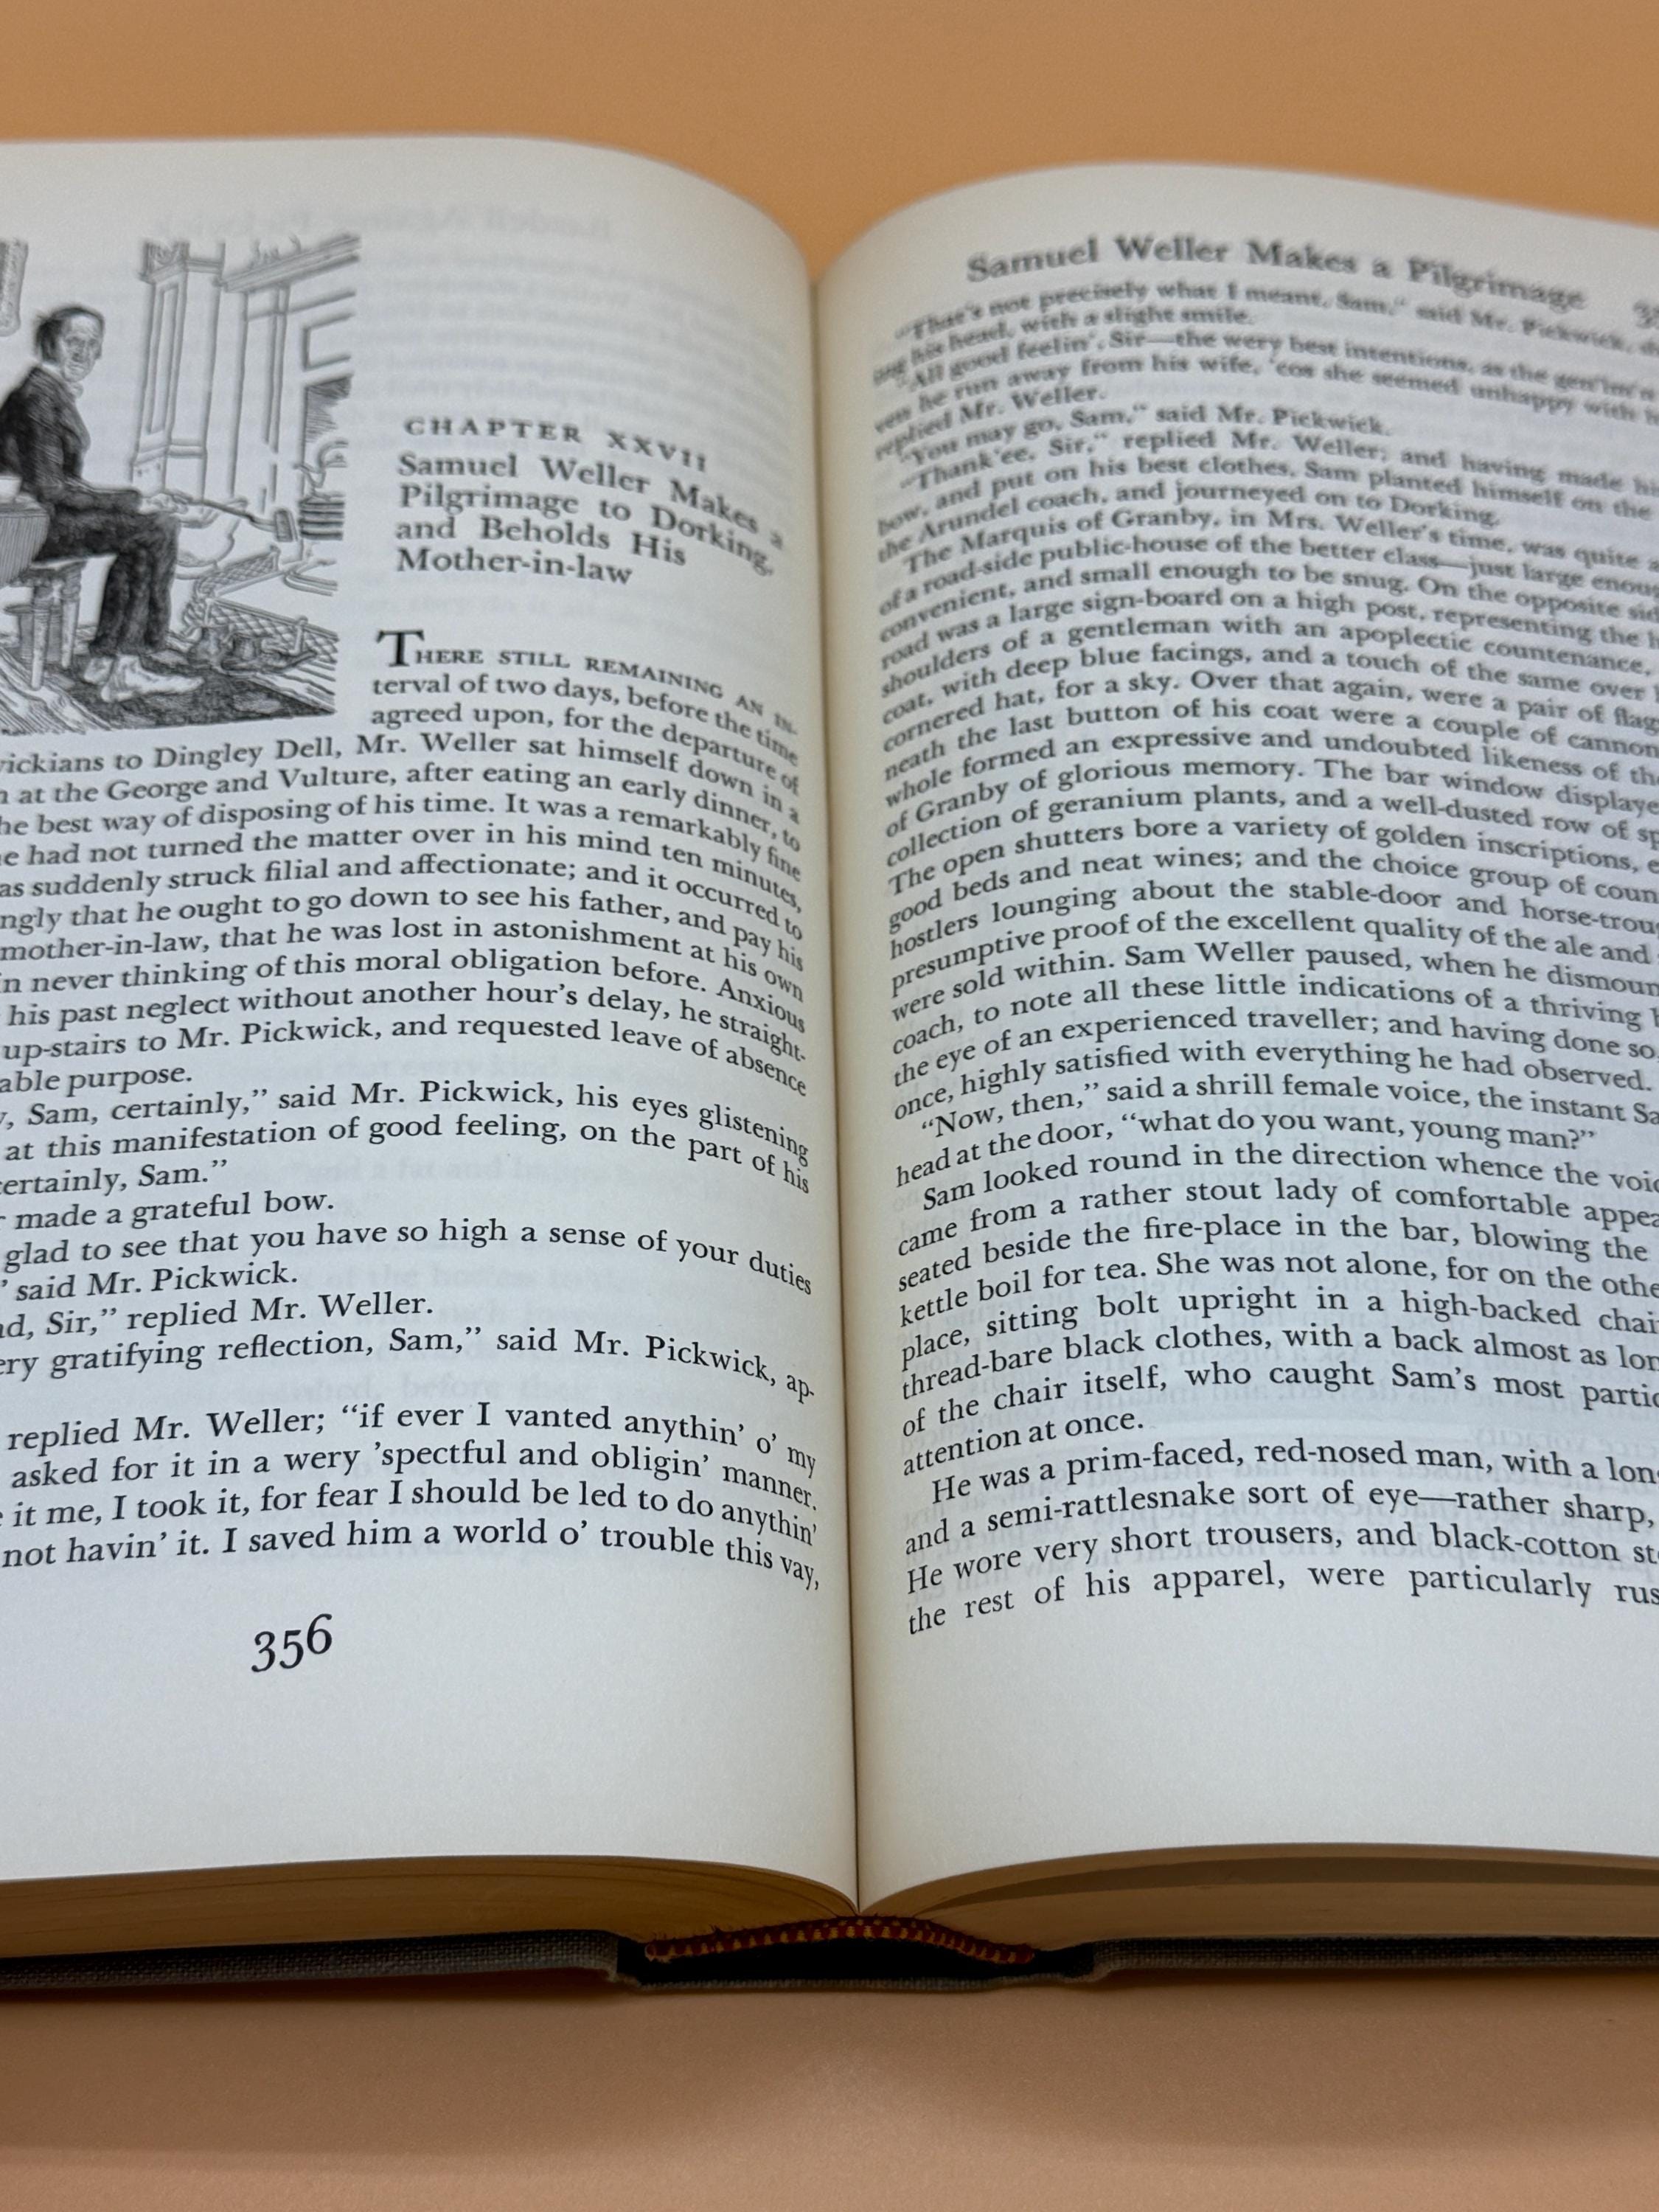 CHAPTER XXVII
Samuel Weller Makes a
Pilgrimage to Dorking,
and Beholds His
Mother-in-law
THERE STILL REMAINING AN IN-
terval of two days, before the time
agreed upon, for the departure of
wickians to Dingley Dell, Mr. Weller sat himself down in a
at the George and Vulture, after eating an early dinner, to
he best way of disposing of his time. It was a remarkably fine
e had not turned the matter over in his mind ten minutes,
as suddenly struck filial and affectionate; and it occurred to
ngly that he ought to go down to see his father, and pay his
mother-in-law, that he was lost in astonishment at his own
in never thinking of this moral obligation before. Anxious
his past neglect without another hour's delay, he straight-
up-stairs to Mr. Pickwick, and requested leave of absence
able purpose.
y, Sam, certainly,” said Mr. Pickwick, his eyes glistening
at this manifestation of good feeling, on the part of his
ertainly, Sam.”
r made a grateful bow.
glad to see that you have so high a sense of your duties
” said Mr. Pickwick.
ad, Sir,” replied Mr. Weller.
ery gratifying reflection, Sam,” said Mr. Pickwick, ap-
replied Mr. Weller; “if ever I vanted anythin' o' my
asked for it in a wery 'spectful and obligin' manner.
e it me, I took it, for fear I should be led to do anythin'
not havin' it. I saved him a world o' trouble this vay,
356
Samuel Weller Makes a Pilgrimage
“That's not precisely what I meant, Sam,” said Mr. Pickwick,
ing his head, with a slight smile.
“All good feelin', Sir—the wery best intentions, as the gen'lm'n
ven he run away from his wife, 'cos she seemed unhappy with
replied Mr. Weller.
“You may go, Sam,” said Mr. Pickwick.
“Thank'ee, Sir,” replied Mr. Weller; and having made his
bow, and put on his best clothes, Sam planted himself on the
the Arundel coach, and journeyed on to Dorking.
The Marquis of Granby, in Mrs. Weller's time, was quite a
of a road-side public-house of the better class—just large enoug
convenient, and small enough to be snug. On the opposite sid
road was a large sign-board on a high post, representing the h
shoulders of a gentleman with an apoplectic countenance,
coat, with deep blue facings, and a touch of the same over
cornered hat, for a sky. Over that again, were a pair of flag
neath the last button of his coat were a couple of cannon
whole formed an expressive and undoubted likeness of the
of Granby of glorious memory. The bar window displaye
collection of geranium plants, and a well-dusted row of sp
The open shutters bore a variety of golden inscriptions, e
good beds and neat wines; and the choice group of coun
hostlers lounging about the stable-door and horse-troug
presumptive proof of the excellent quality of the ale and
were sold within. Sam Weller paused, when he dismoun
coach, to note all these little indications of a thriving b
the eye of an experienced traveller; and having done so,
once, highly satisfied with everything he had observed.
“Now, then,” said a shrill female voice, the instant Sa
head at the door, “what do you want, young man?”
Sam looked round in the direction whence the voic
came from a rather stout lady of comfortable appea
seated beside the fire-place in the bar, blowing the
kettle boil for tea. She was not alone, for on the othe
place, sitting bolt upright in a high-backed chai
thread-bare black clothes, with a back almost as lon
of the chair itself, who caught Sam's most partic
attention at once.
He was a prim-faced, red-nosed man, with a lon
and a semi-rattlesnake sort of eye—rather sharp,
He wore very short trousers, and black-cotton sto
the rest of his apparel, were particularly rus